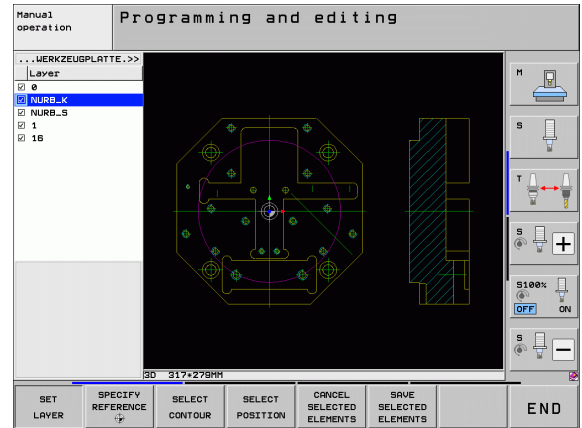 Manual
operation
Programming and editing
...WERKZEUGPLATTE.>>
Layer
0
NURB_K
NURB_S
1
16
M
S
T
S
S100%
OFF ON
S
3D 317*279MM
SET
LAYER
SPECIFY
REFERENCE
SELECT
CONTOUR
SELECT
POSITION
CANCEL
SELECTED
ELEMENTS
SAVE
SELECTED
ELEMENTS
END